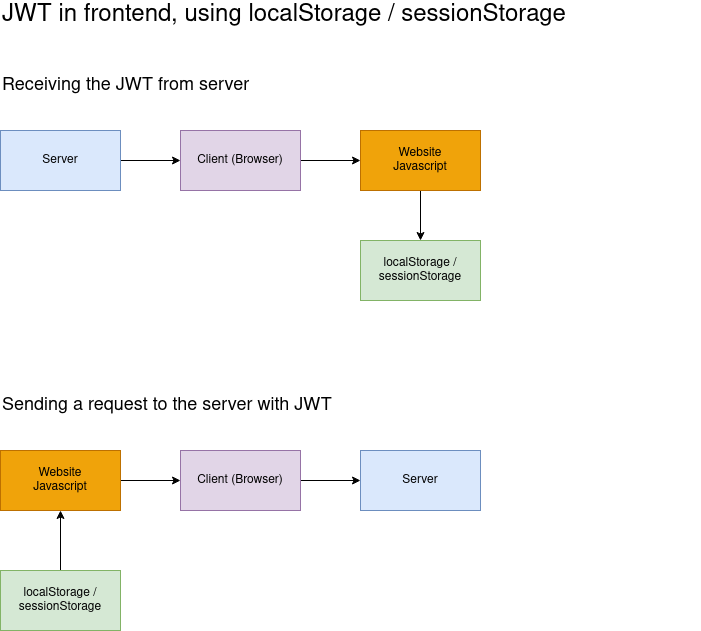 JWT in frontend, using localStorage / sessionStorage
Receiving the JWT from server
Server
Client (Browser)
Website
Javascript
localStorage /
sessionStorage
Sending a request to the server with JWT
Website
Javascript
Client (Browser)
Server
localStorage /
sessionStorage